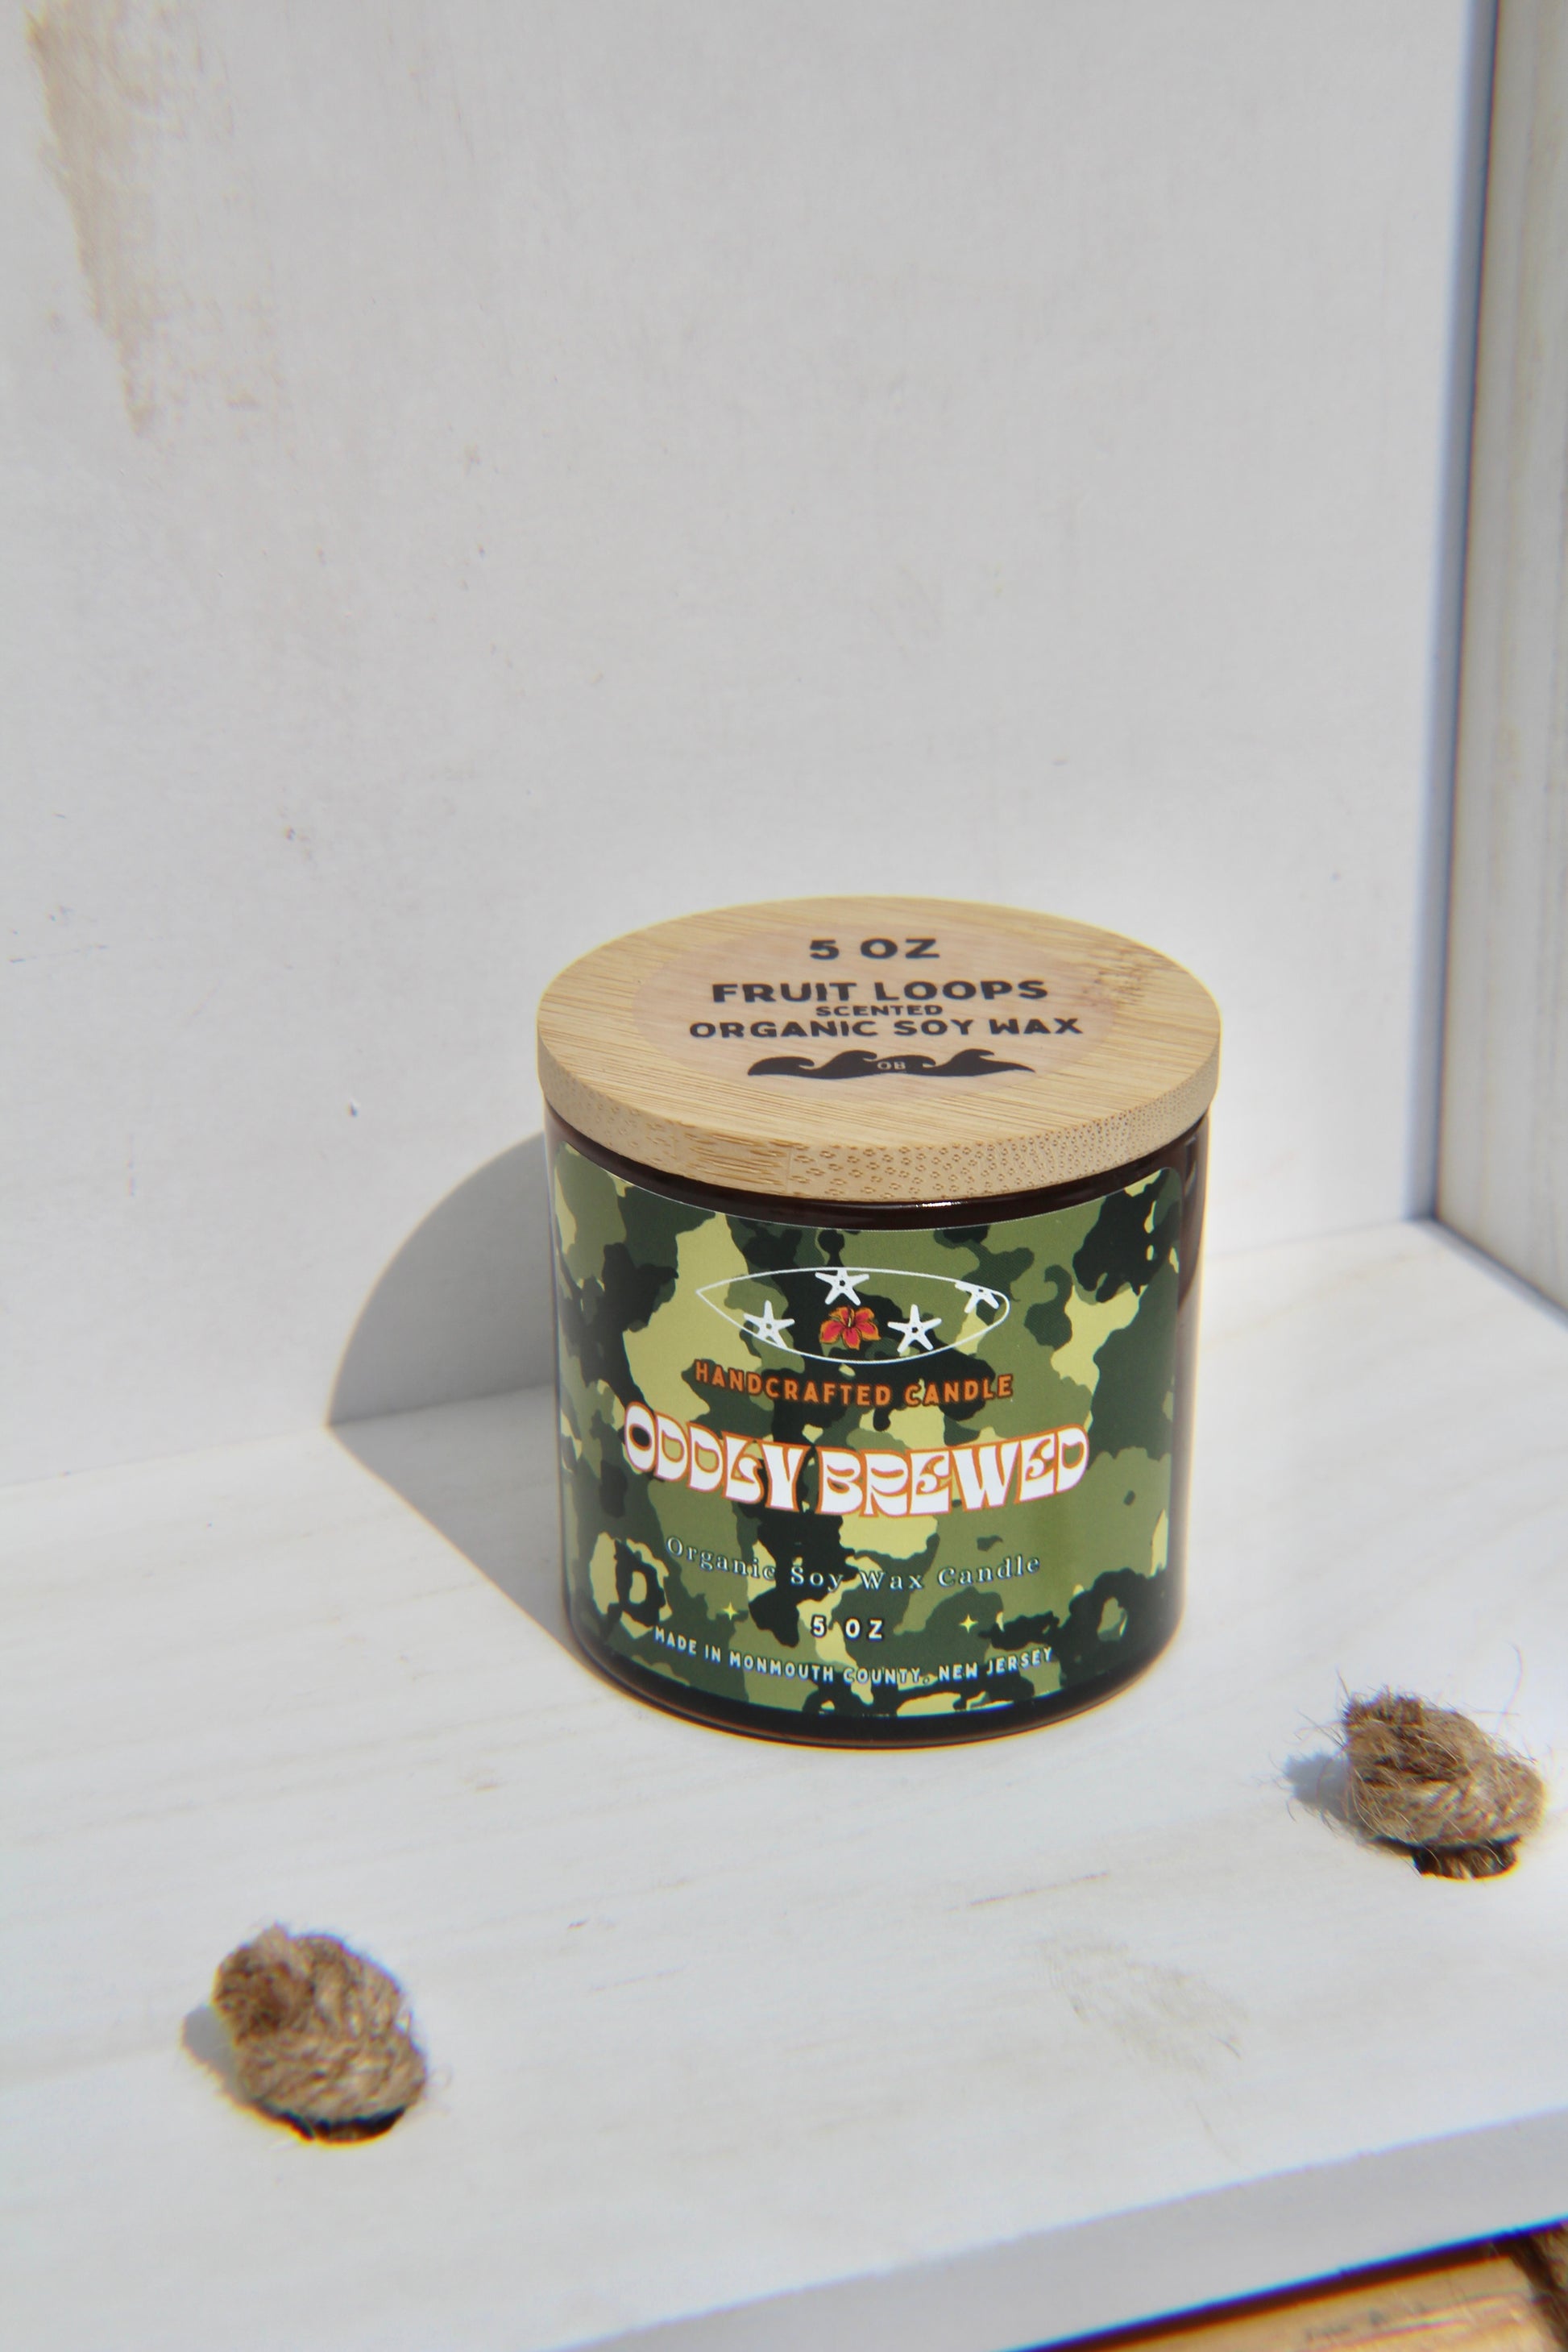 5 OZ
FRUIT LOOPS
SCENTED
ORGANIC SOY WAX
OB
HANDCRAFTED CANDLE
ODDLY BREWED
Organic Soy Wax Candle
5 OZ
MADE IN MONMOUTH COUNTY, NEW JERSEY